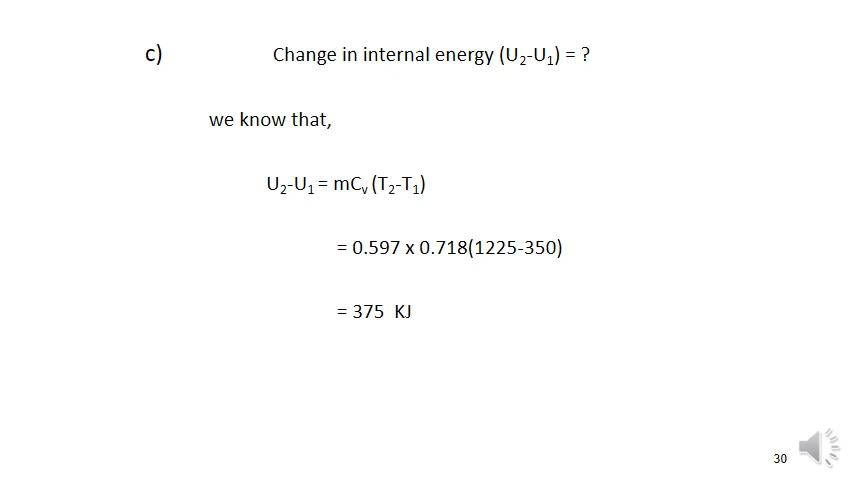 c) Change in internal energy (U₂-U₁) = ?
we know that,
U₂-U₁ = mCᵥ (T₂-T₁)
= 0.597 x 0.718(1225-350)
= 375 KJ
30